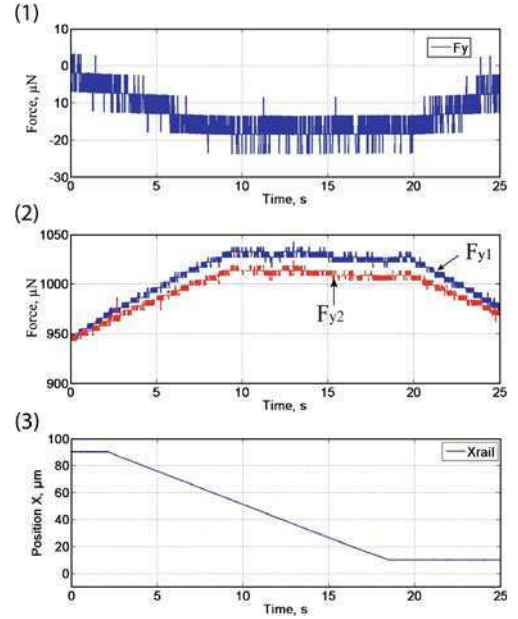 (1)
10
0
10
-20
-30
Force, µN
Fy
0 5 10 15 20 25
Time, s
(2)
1050
1000
950
900
Force, µN
Fy1
Fy2
0 5 10 15 20 25
Time, s
(3)
100
80
60
40
20
0
Position X, µm
Xrail
0 5 10 15 20 25
Time, s